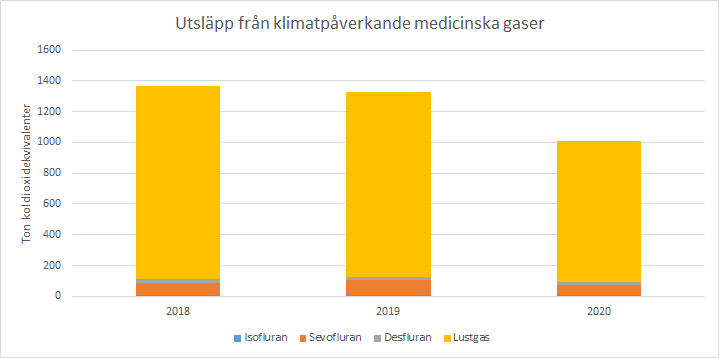 Utsläpp från klimatpåverkande medicinska gaser
Ton koldioxidekvivalenter
1600
1400
1200
1000
800
600
400
200
0
2018 2019 2020
Isofluran Sevofluran Desfluran Lustgas